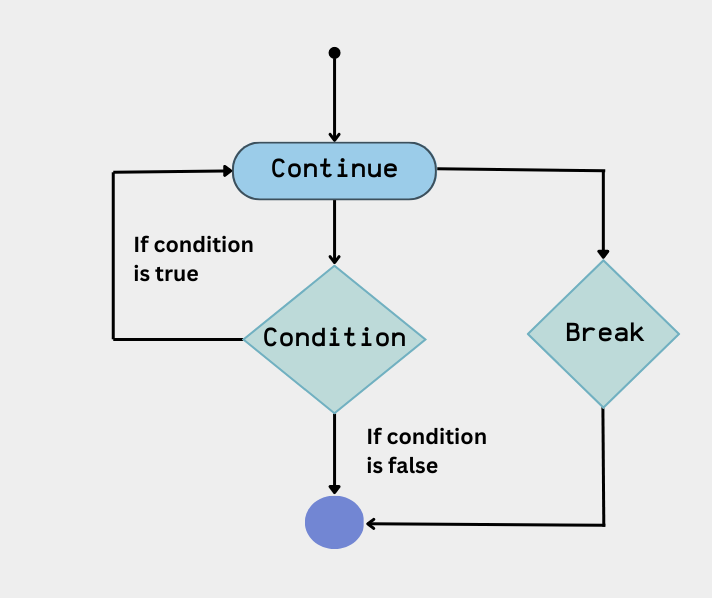 Continue
If condition
is true
Condition
Break
If condition
is false